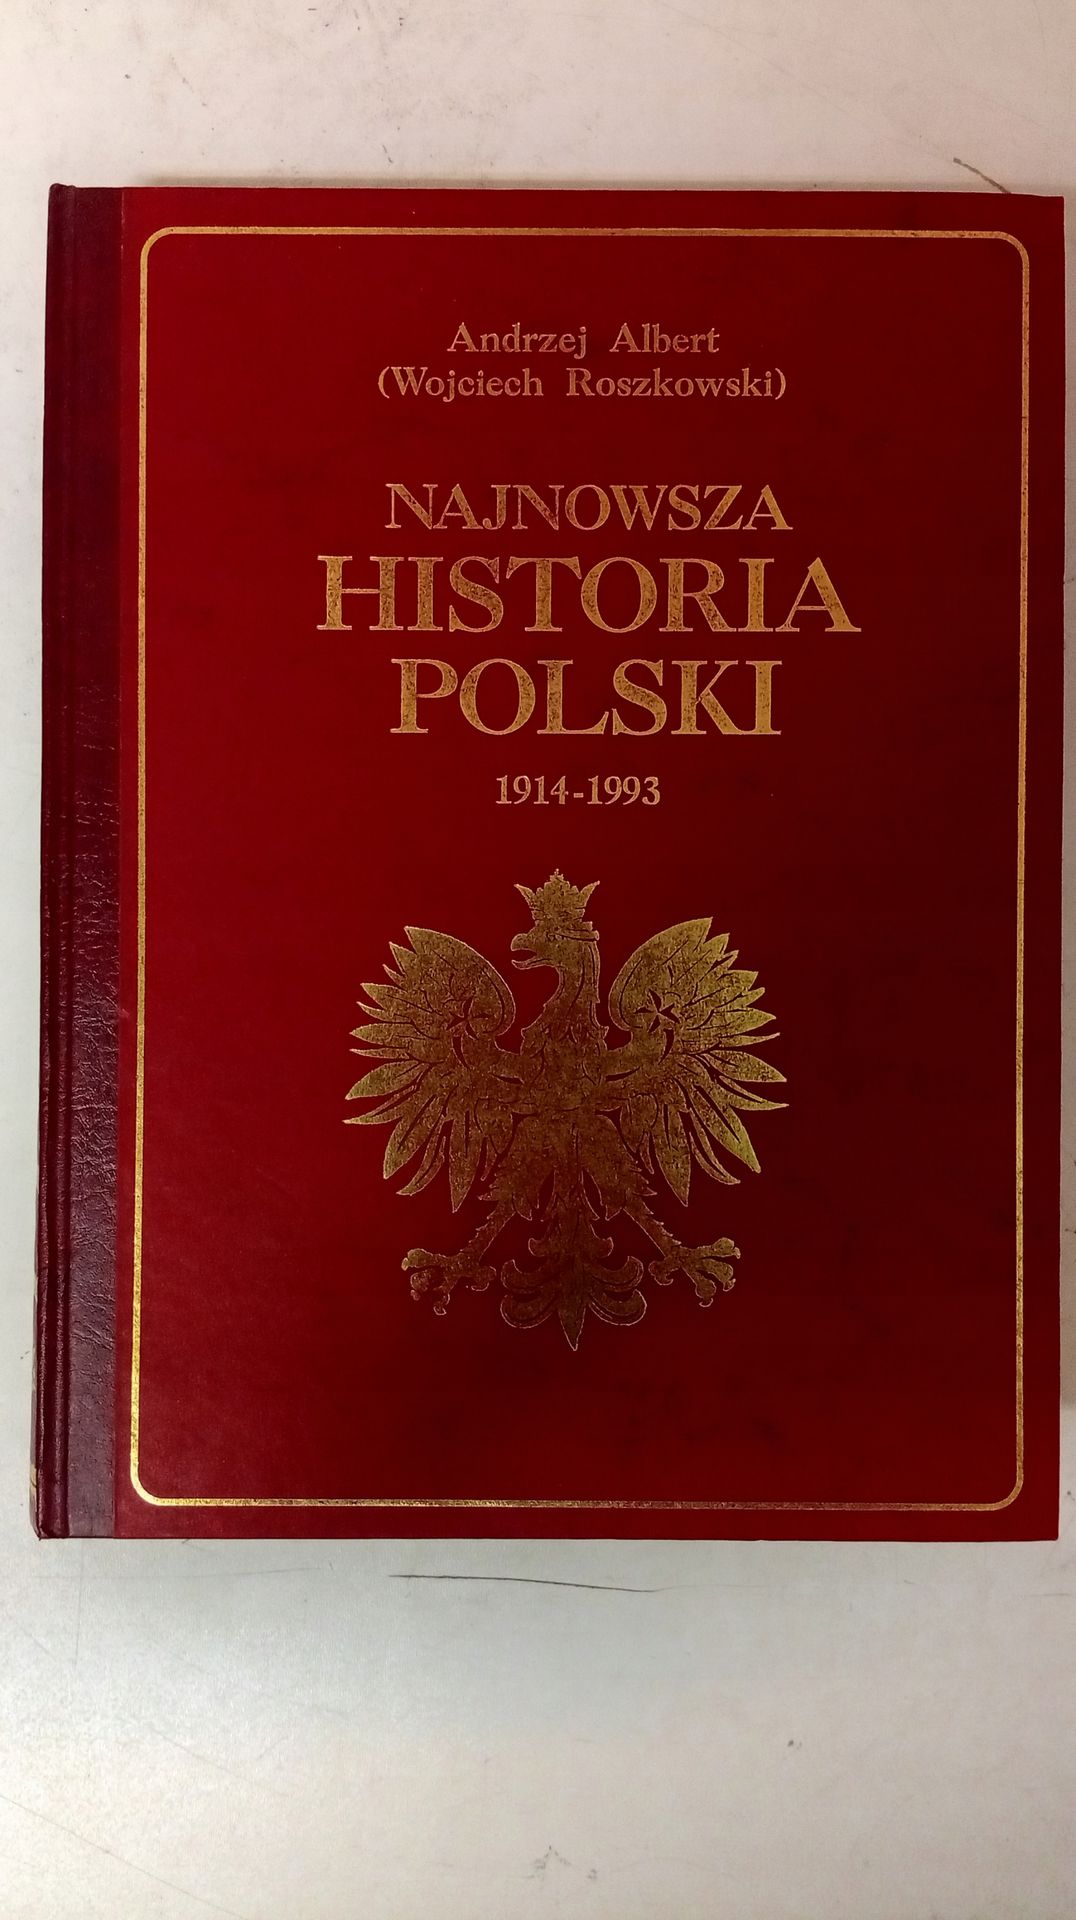 Andrzej Albert
(Wojciech Roszkowski)
NAJNOWSZA
HISTORIA
POLSKI
1914-1993